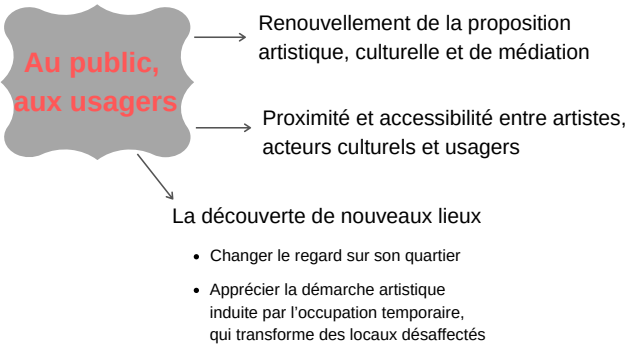 Au public,
aux usagers
Renouvellement de la proposition
artistique, culturelle et de médiation
Proximité et accessibilité entre artistes,
acteurs culturels et usagers
La découverte de nouveaux lieux
• Changer le regard sur son quartier
• Apprécier la démarche artistique
induite par l'occupation temporaire,
qui transforme des locaux désaffectés